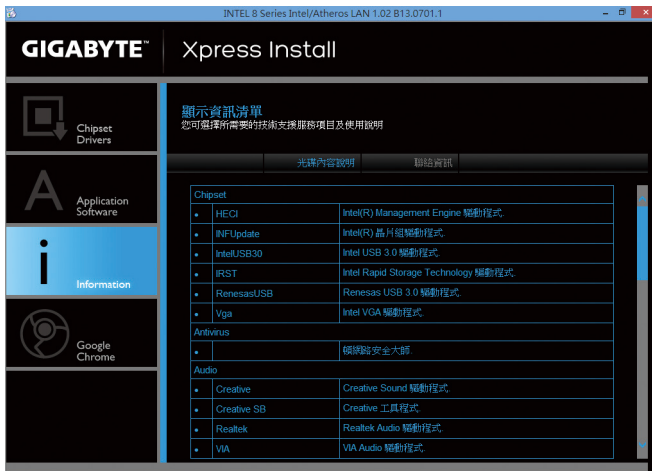 INTEL 8 Series Intel/Atheros LAN 1.02 B13.0701.1
GIGABYTE™
Xpress Install
Chipset
Drivers
Application
Software
Information
Google
Chrome
顯示資訊清單
您可選擇所需要的技術支援服務項目及使用說明
光碟內容說明 聯絡資訊
Chipset
• HECI Intel(R) Management Engine 驅動程式.
• INFUpdate Intel(R) 晶片組驅動程式.
• IntelUSB30 Intel USB 3.0 驅動程式.
• IRST Intel Rapid Storage Technology 驅動程式.
• RenesasUSB Renesas USB 3.0 驅動程式.
• Vga Intel VGA 驅動程式.
Antivirus
• 頓網路安全大師.
Audio
• Creative Creative Sound 驅動程式.
• Creative SB Creative 工具程式.
• Realtek Realtek Audio 驅動程式.
• VIA VIA Audio 驅動程式.